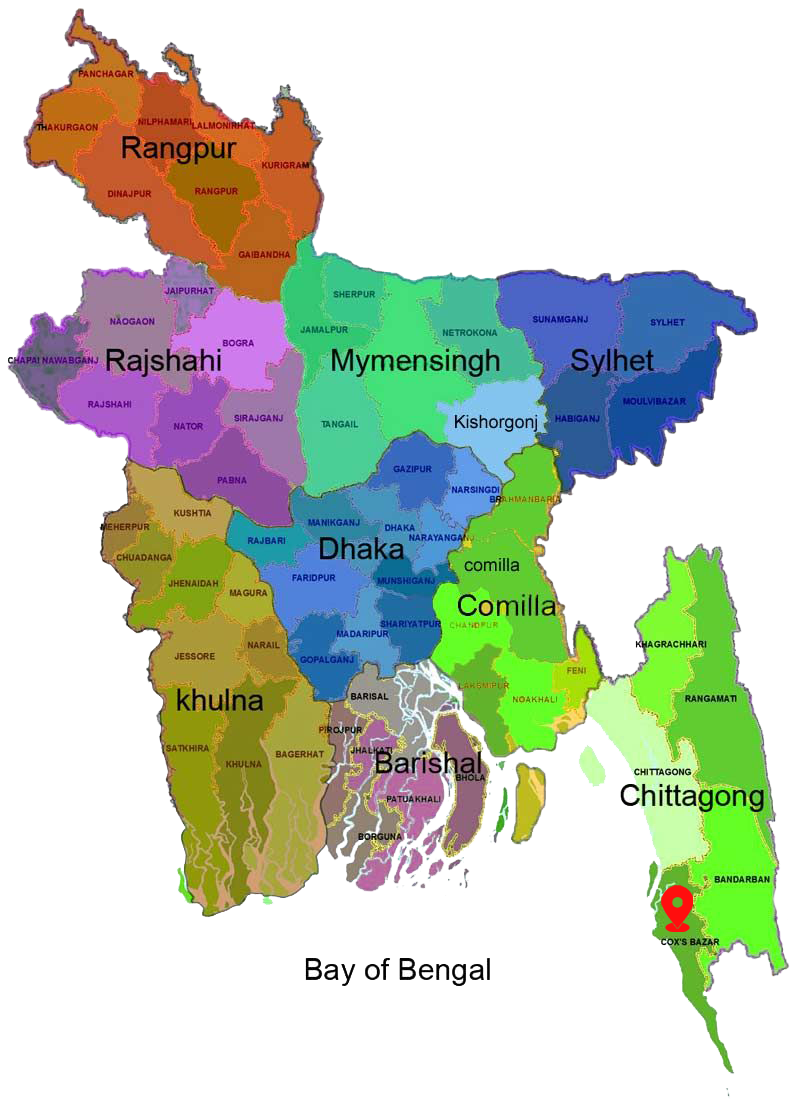 PANCHAGAR
THAKURGAON
NILPHAMARI
LALMONIRHAT
Rangpur
KURIGRAM
DINAJPUR
RANGPUR
GAIBANDHA
JAIPURHAT
SHERPUR
NAOGAON
JAMALPUR
SUNAMGANJ
SYLHET
NETROKONA
BOGRA
CHAPAI NAWABGANJ
Rajshahi
Mymensingh
Sylhet
RAJSHAHI
MOULVIBAZAR
SIRAJGANJ
HABIGANJ
NATOR
TANGAIL
Kishorgonj
GAZIPUR
PABNA
NARSINGDI
BRAHMANBARIA
KUSHTIA
MEHERPUR
MANIKGANJ
DHAKA
RAJBARI
NARAYANGANJ
Dhaka
CHUADANGA
comilla
JHENAIDAH
FARIDPUR
MUNSHIGANJ
MAGURA
Comilla
SHARIYATPUR
CHANDPUR
MADARIPUR
NARAIL
KHAGRACHHARI
JESSORE
GOPALGANJ
FENI
LAKSMIPUR
khulna
BARISAL
NOAKHALI
RANGAMATI
PIROJPUR
SATKHIRA
JHALKATI
BAGERHAT
KHULNA
Barishal
BHOLA
CHITTAGONG
Chittagong
PATUAKHALI
BORGUNA
BANDARBAN
COX'S BAZAR
Bay of Bengal